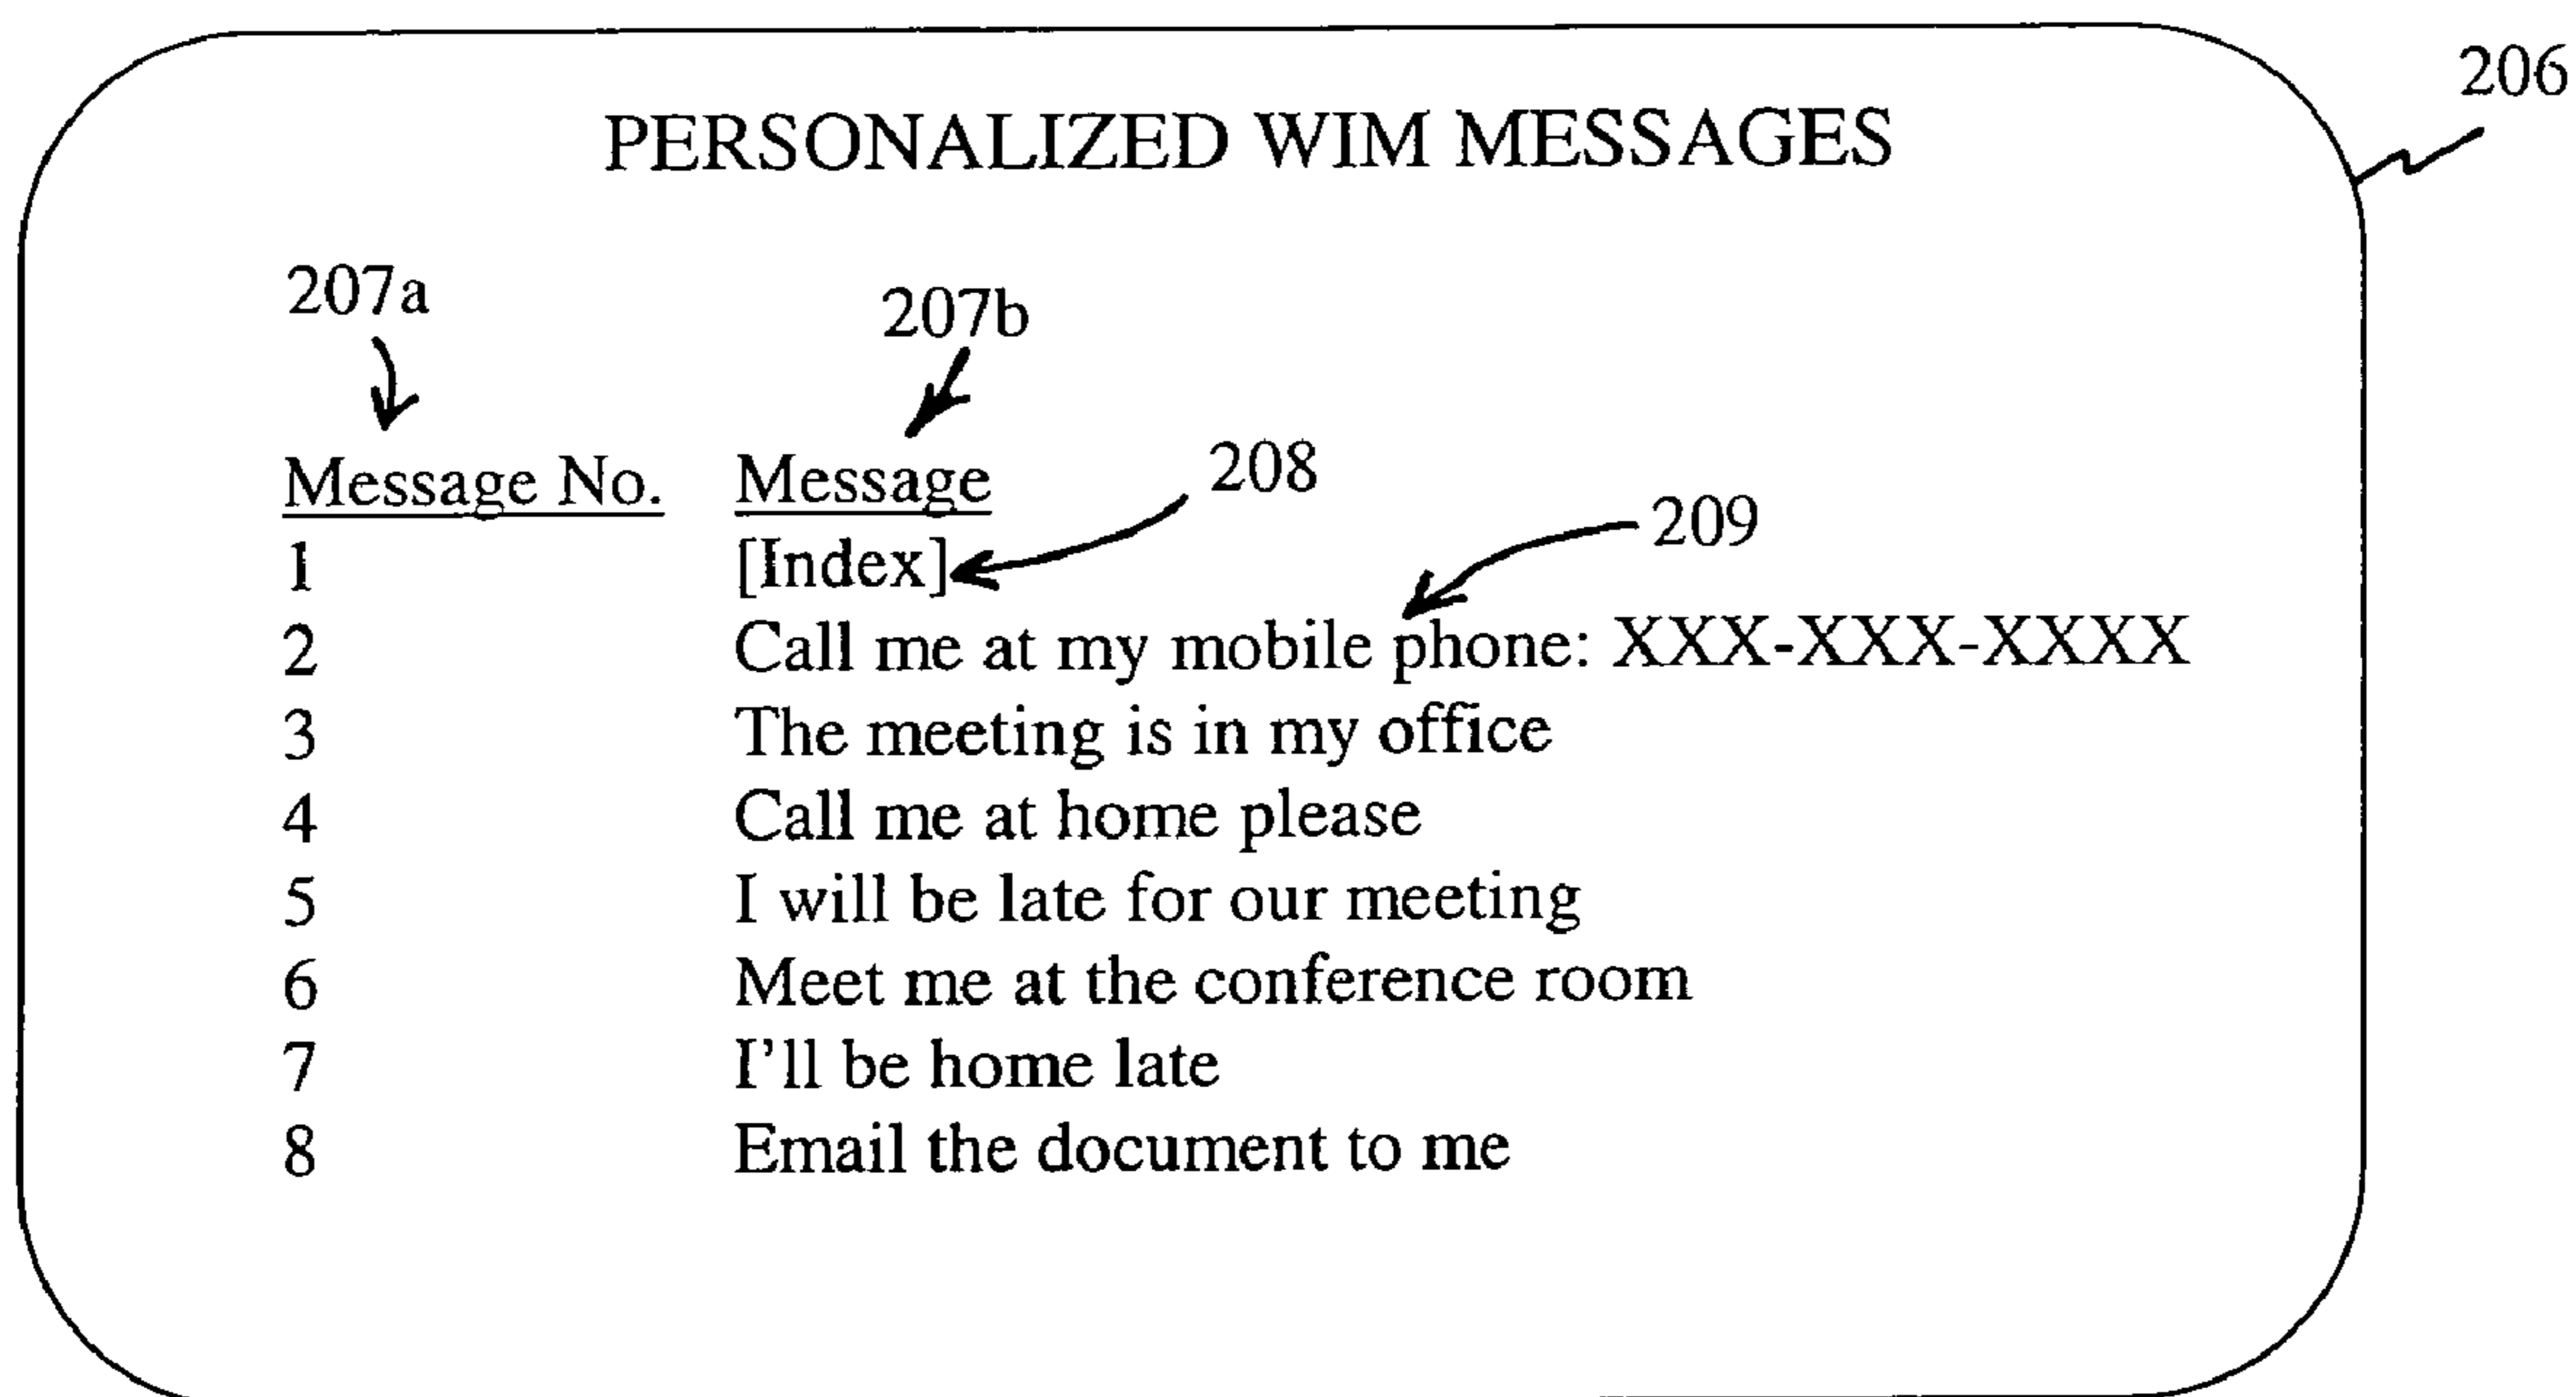 206
PERSONALIZED WIM MESSAGES
207a
207b
Message No. Message
208
209
1 [Index]
2 Call me at my mobile phone: XXX-XXX-XXXX
3 The meeting is in my office
4 Call me at home please
5 I will be late for our meeting
6 Meet me at the conference room
7 I'll be home late
8 Email the document to me